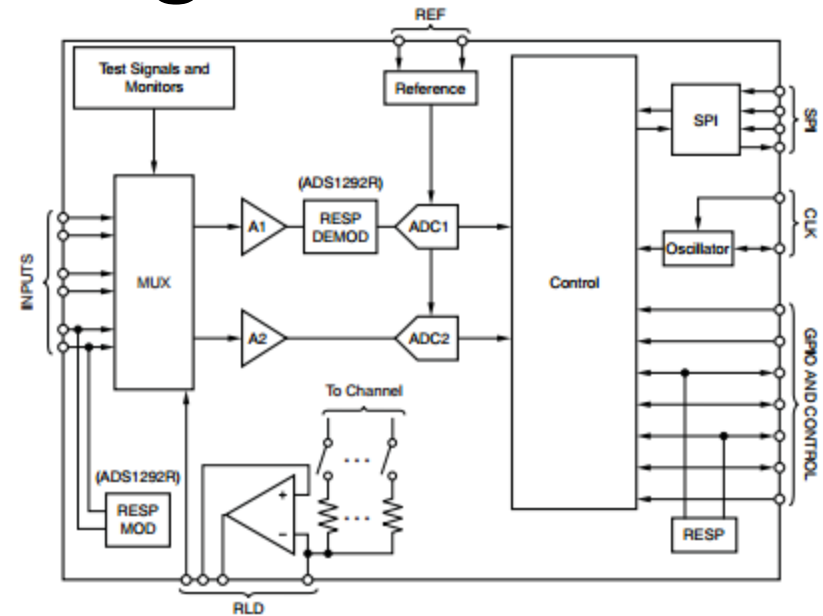 REF
Test Signals and
Monitors
Reference
SPI
SPI
(ADS1292R)
A1
RESP
DEMOD
ADC1
CLK
Oscillator
INPUTS
MUX
Control
A2
ADC2
GPIO AND CONTROL
To Channel
(ADS1292R)
RESP
MOD
+
−
RESP
RLD